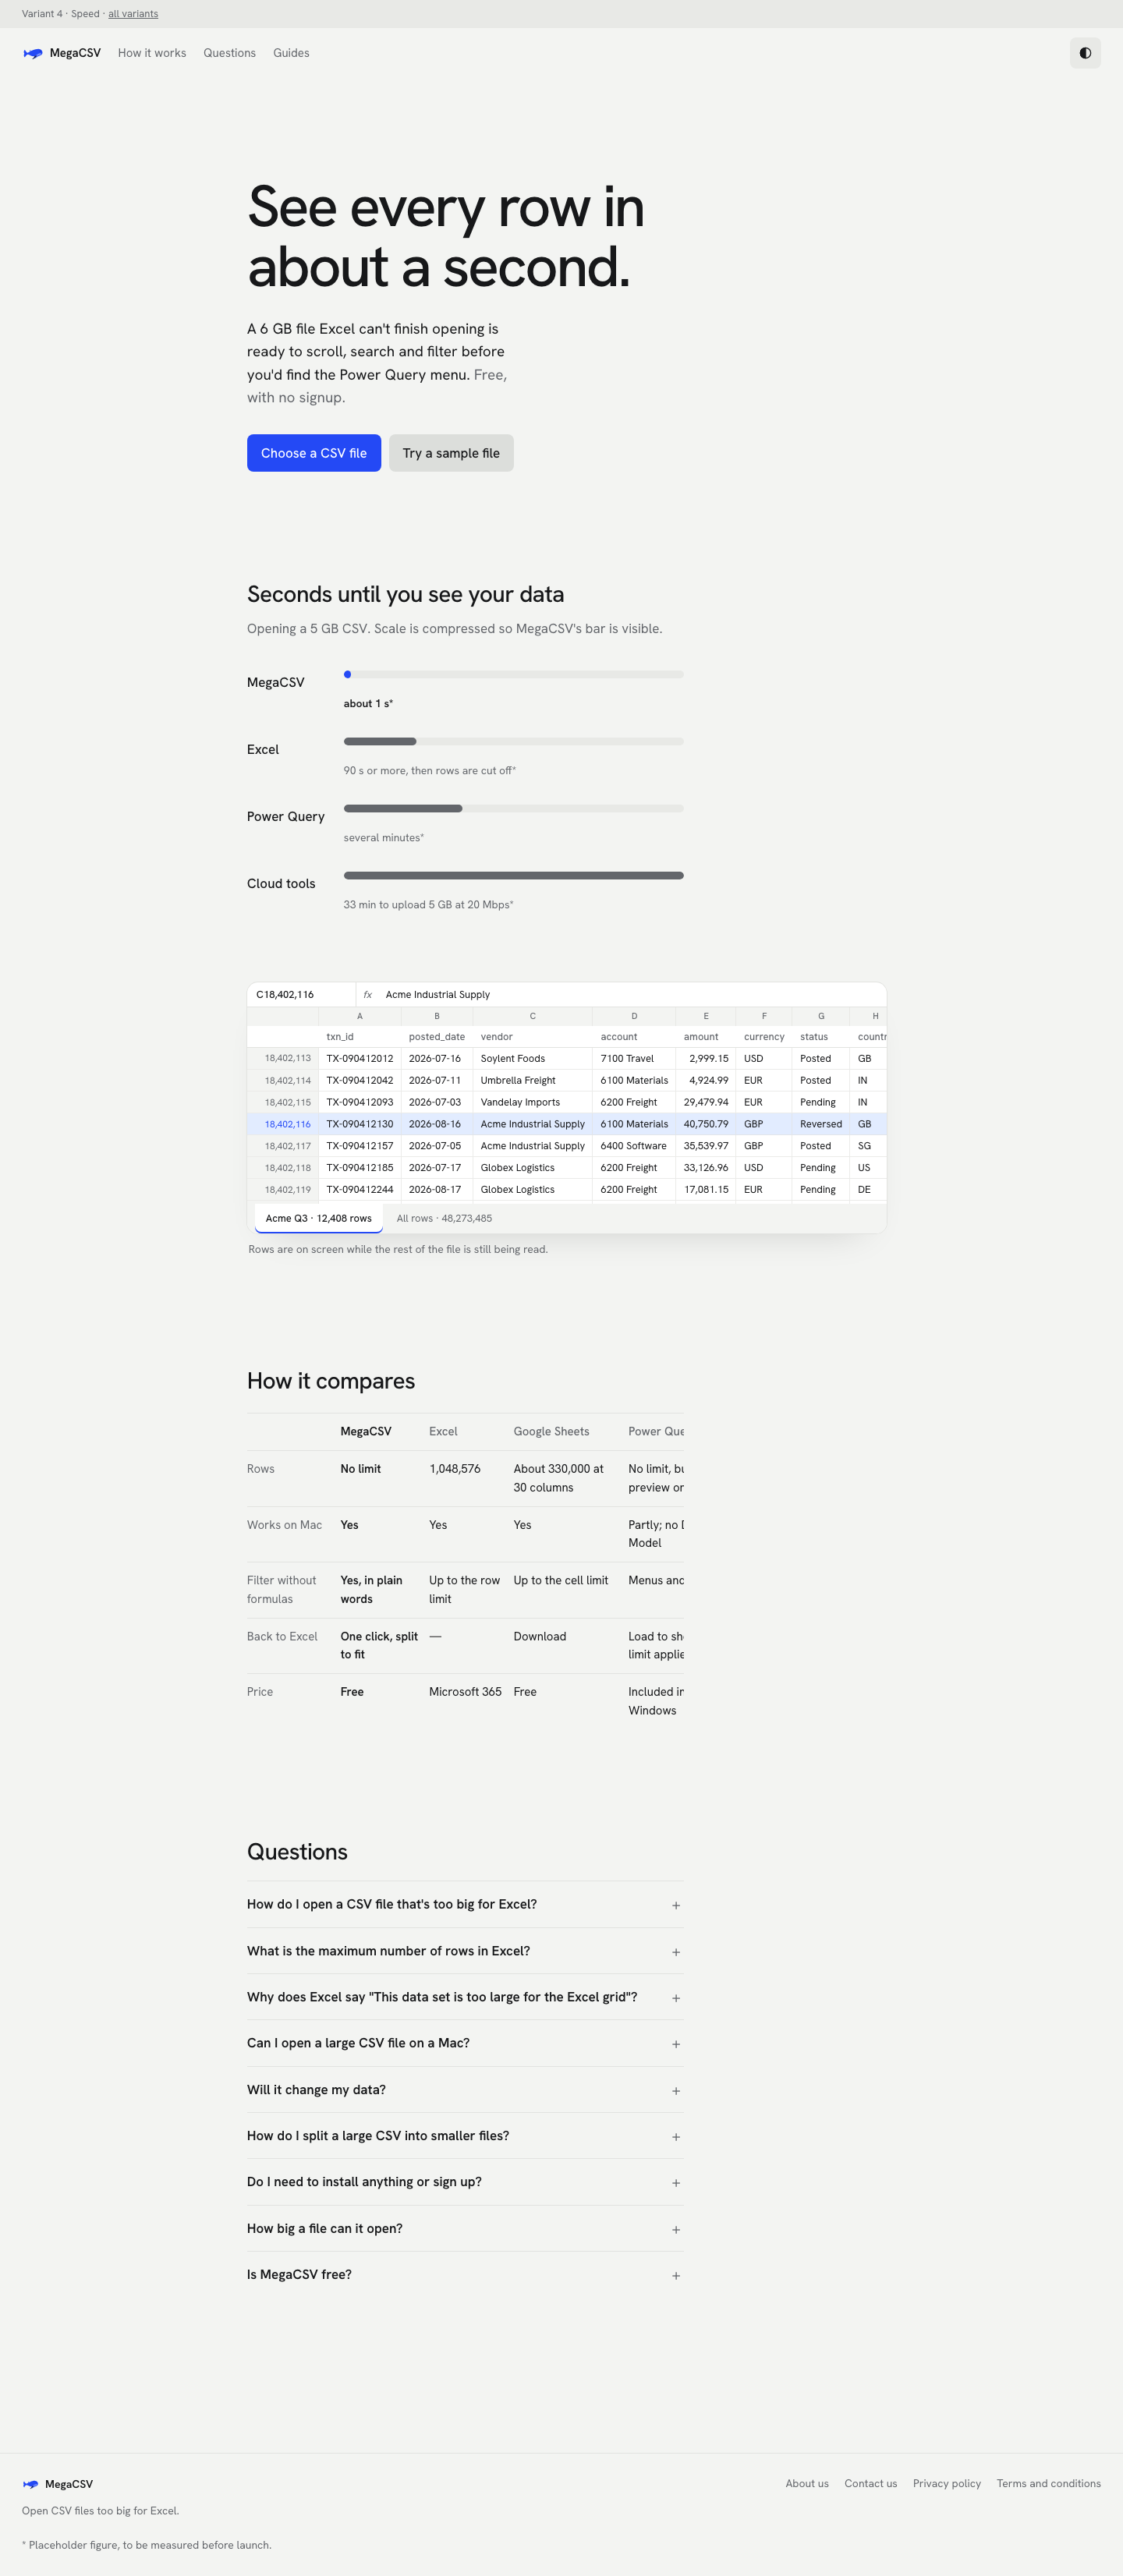 Variant 4 · Speed · all variants
MegaCSV How it works Questions Guides
See every row in
about a second.
A 6 GB file Excel can't finish opening is
ready to scroll, search and filter before
you'd find the Power Query menu. Free,
with no signup.
Choose a CSV file Try a sample file
Seconds until you see your data
Opening a 5 GB CSV. Scale is compressed so MegaCSV's bar is visible.
MegaCSV
about 1 s*
Excel
90 s or more, then rows are cut off*
Power Query
several minutes*
Cloud tools
33 min to upload 5 GB at 20 Mbps*
C18,402,116 fx Acme Industrial Supply
A B C D E F G H
txn_id posted_date vendor account amount currency status countr
18,402,113 TX-090412012 2026-07-16 Soylent Foods 7100 Travel 2,999.15 USD Posted GB
18,402,114 TX-090412042 2026-07-11 Umbrella Freight 6100 Materials 4,924.99 EUR Posted IN
18,402,115 TX-090412093 2026-07-03 Vandelay Imports 6200 Freight 29,479.94 EUR Pending IN
18,402,116 TX-090412130 2026-08-16 Acme Industrial Supply 6100 Materials 40,750.79 GBP Reversed GB
18,402,117 TX-090412157 2026-07-05 Acme Industrial Supply 6400 Software 35,539.97 GBP Posted SG
18,402,118 TX-090412185 2026-07-17 Globex Logistics 6200 Freight 33,126.96 USD Pending US
18,402,119 TX-090412244 2026-08-17 Globex Logistics 6200 Freight 17,081.15 EUR Pending DE
Acme Q3 · 12,408 rows All rows · 48,273,485
Rows are on screen while the rest of the file is still being read.
How it compares
MegaCSV Excel Google Sheets Power Que
Rows No limit 1,048,576 About 330,000 at No limit, bu
30 columns preview or
Works on Mac Yes Yes Yes Partly; no D
Model
Filter without Yes, in plain Up to the row Up to the cell limit Menus and
formulas words limit
Back to Excel One click, split — Download Load to she
to fit limit applie
Price Free Microsoft 365 Free Included in
Windows
Questions
How do I open a CSV file that's too big for Excel? +
What is the maximum number of rows in Excel? +
Why does Excel say "This data set is too large for the Excel grid"? +
Can I open a large CSV file on a Mac? +
Will it change my data? +
How do I split a large CSV into smaller files? +
Do I need to install anything or sign up? +
How big a file can it open? +
Is MegaCSV free? +
MegaCSV About us Contact us Privacy policy Terms and conditions
Open CSV files too big for Excel.
* Placeholder figure, to be measured before launch.